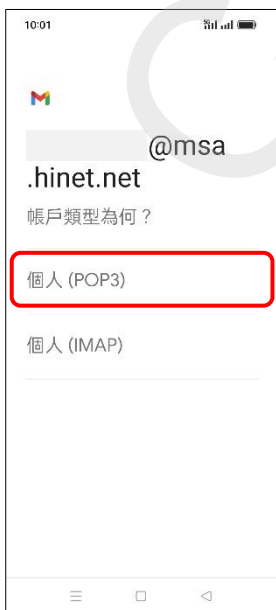 10:01
@msa
.hinet.net
帳戶類型為何？
個人 (POP3)
個人 (IMAP)